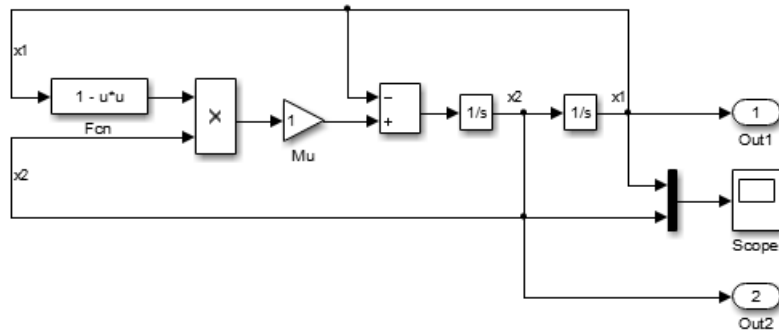 x1
1 - u*u
Fcn
x2
×
1
Mu
−
+
1/s
x2
1/s
x1
1
Out1
Scope
2
Out2